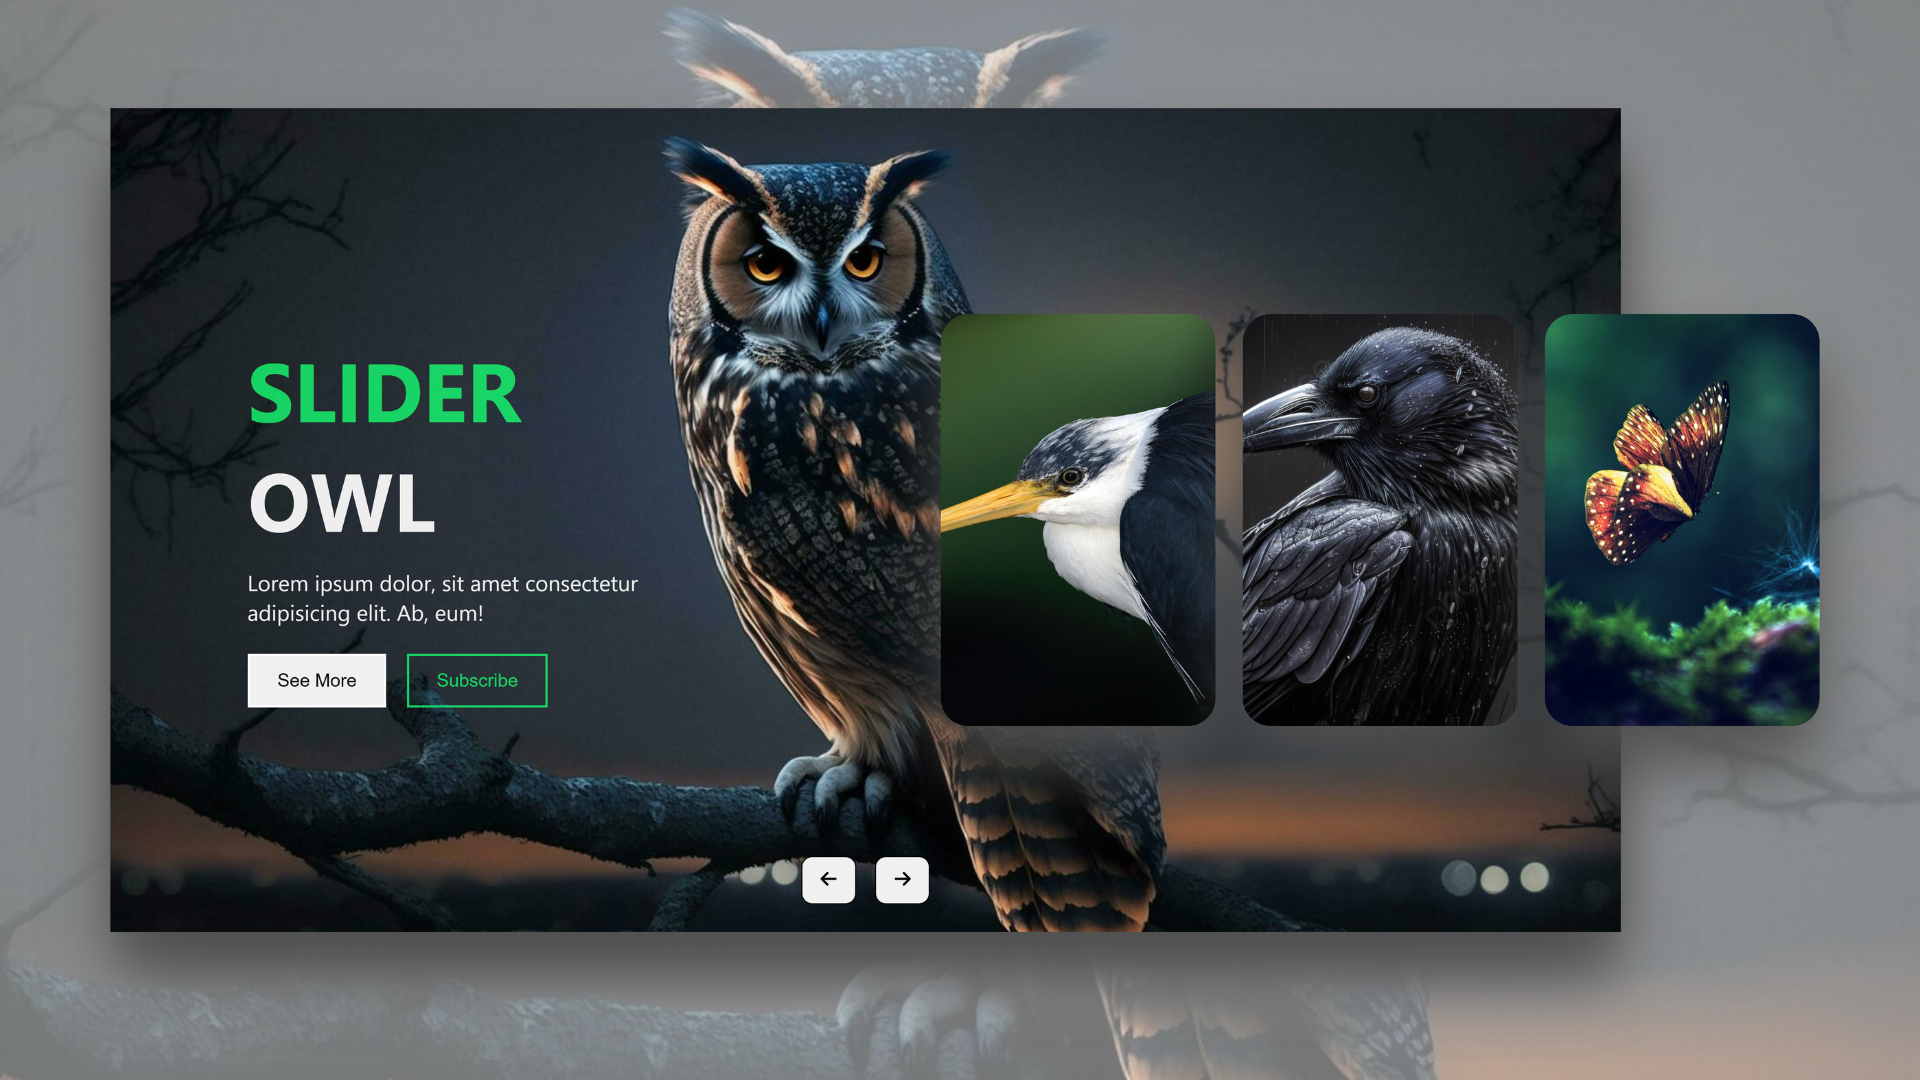 SLIDER
OWL
Lorem ipsum dolor, sit amet consectetur
adipisicing elit. Ab, eum!
See More
Subscribe